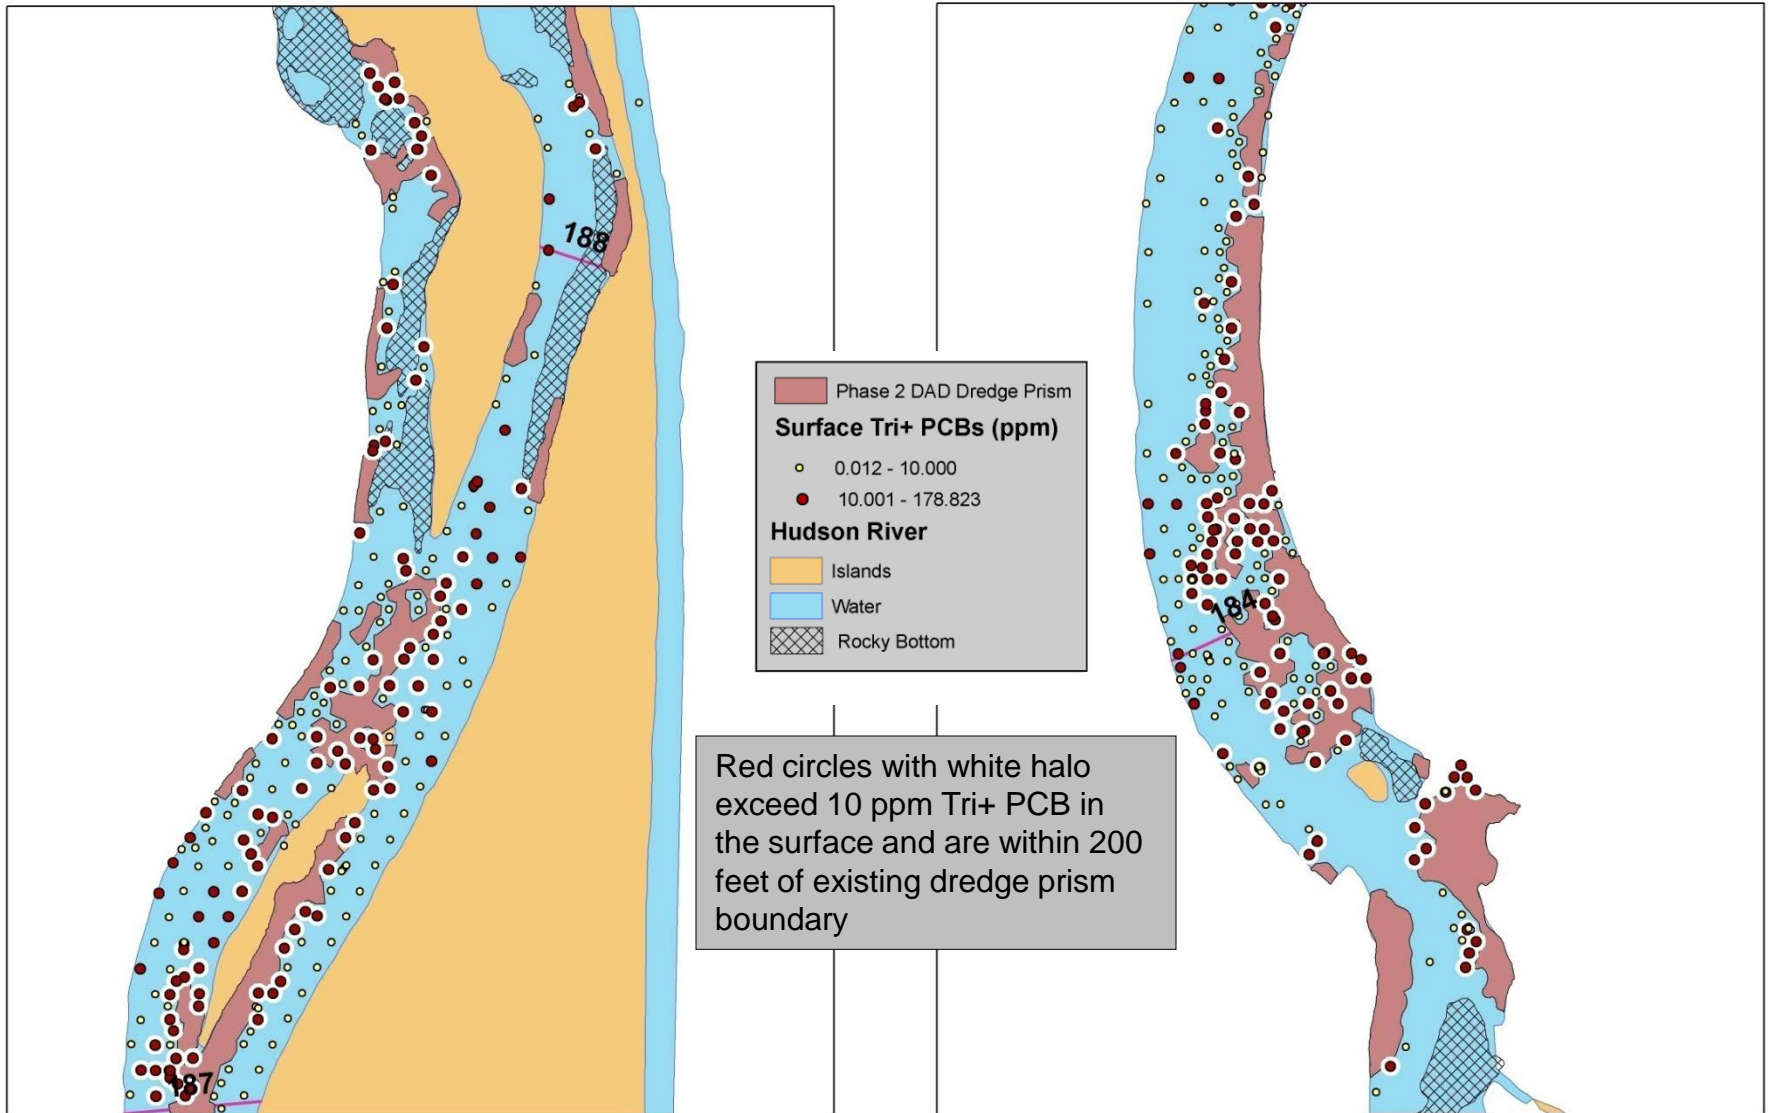 188
187
Phase 2 DAD Dredge Prism
Surface Tri+ PCBs (ppm)
0.012 - 10.000
10.001 - 178.823
Hudson River
Islands
Water
Rocky Bottom
Red circles with white halo
exceed 10 ppm Tri+ PCB in
the surface and are within 200
feet of existing dredge prism
boundary
184